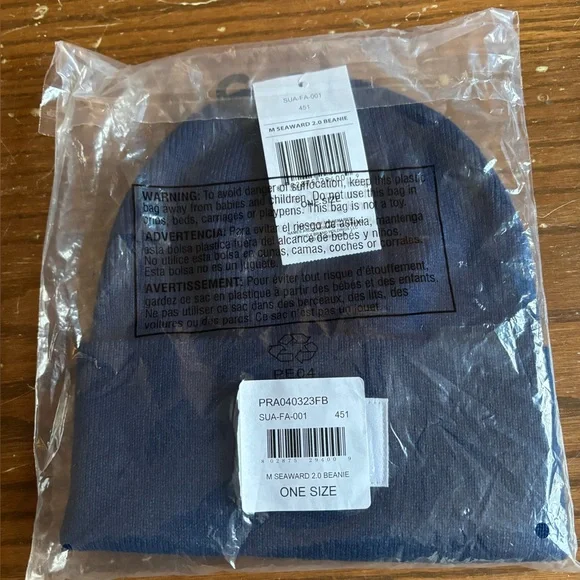 SUA-FA-001
451
M SEAWARD 2.0 BEANIE
ONE SIZE
WARNING: To avoid danger of suffocation, keep this plastic
bag away from babies and children. Do not use this bag in
cribs, beds, carriages or playpens. This bag is not a toy.
ADVERTENCIA: Para evitar el riesgo de asfixia, mantenga
esta bolsa plastica fuera del alcance de bebés y niños.
No utilice esta bolsa en cunas, camas, coches or corrales.
Esta bolsa no es un juguete.
AVERTISSEMENT: Pour éviter tout risque d'étouffement,
gardez ce sac en plastique à partir des bébés et des enfants.
Ne pas utiliser ce sac dans des berceaux, des lits, des
voitures ou des parcs. Ce sac n'est pas un jouet.
PE04
PRA040323FB
SUA-FA-001 451
M SEAWARD 2.0 BEANIE
ONE SIZE